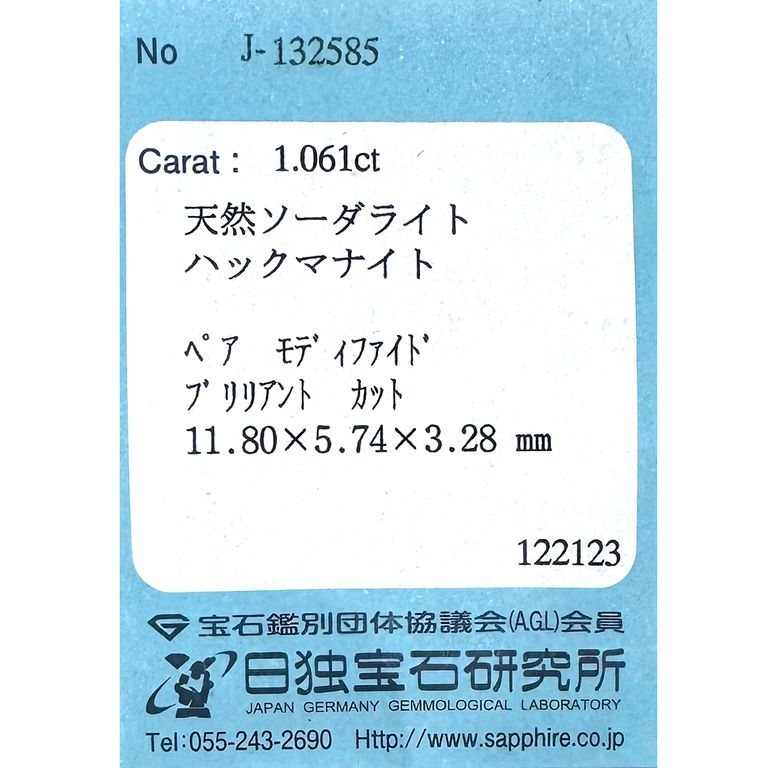 No J-132585
Carat: 1.061ct
天然ソーダライト
ハックマナイト
ﾍﾟｱ ﾓﾃﾞｨﾌｧｲﾄﾞ
ﾌﾞﾘﾘｱﾝﾄ ｶｯﾄ
11.80×5.74×3.28 mm
122123
宝石鑑別団体協議会(A.G.L)会員
日独宝石研究所
JAPAN GERMANY GEMMOLOGICAL LABORATORY
Tel:055-243-2690 Http://www.sapphire.co.jp